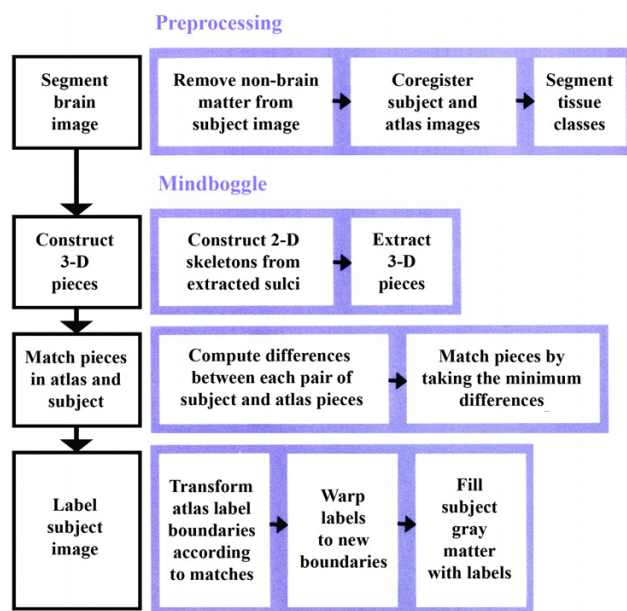 Preprocessing
Segment
brain
image
Remove non-brain
matter from
subject image
Coregister
subject and
atlas images
Segment
tissue
classes
Mindboggle
Construct
3-D
pieces
Construct 2-D
skeletons from
extracted sulci
Extract
3-D
pieces
Match pieces
in atlas and
subject
Compute differences
between each pair of
subject and atlas pieces
Match pieces by
taking the minimum
differences
Label
subject
image
Transform
atlas label
boundaries
according
to matches
Warp
labels
to new
boundaries
Fill
subject
gray
matter
with labels